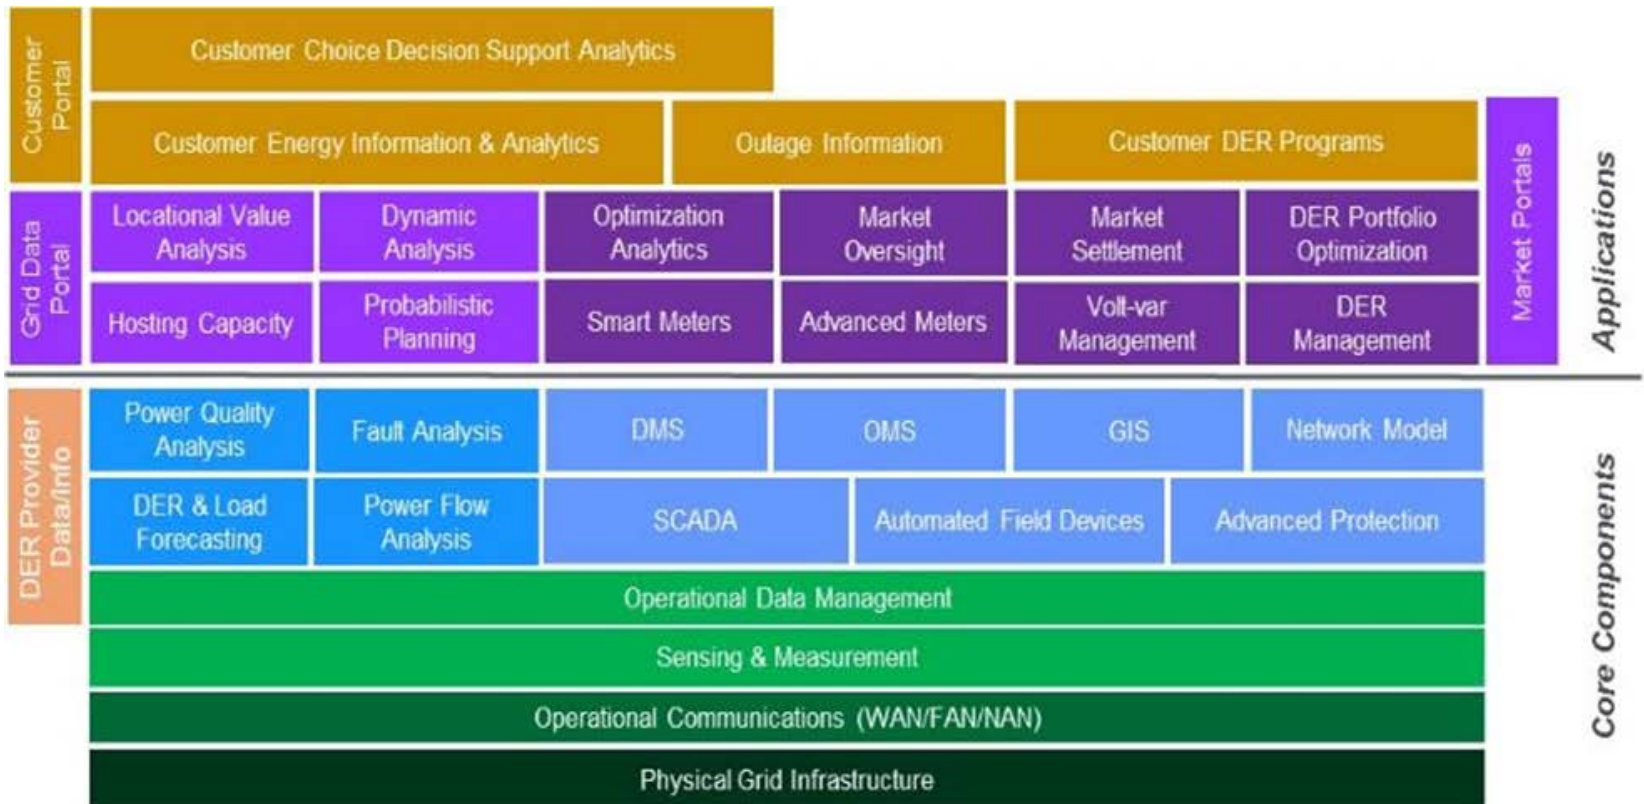 Customer
Portal
Customer Choice Decision Support Analytics
Customer Energy Information & Analytics
Outage Information
Customer DER Programs
Market Portals
Applications
Grid Data
Portal
Locational Value
Analysis
Dynamic
Analysis
Optimization
Analytics
Market
Oversight
Market
Settlement
DER Portfolio
Optimization
Hosting Capacity
Probabilistic
Planning
Smart Meters
Advanced Meters
Volt-var
Management
DER
Management
DER Provider
Data/Info
Power Quality
Analysis
Fault Analysis
DMS
OMS
GIS
Network Model
DER & Load
Forecasting
Power Flow
Analysis
SCADA
Automated Field Devices
Advanced Protection
Core Components
Operational Data Management
Sensing & Measurement
Operational Communications (WAN/FAN/NAN)
Physical Grid Infrastructure